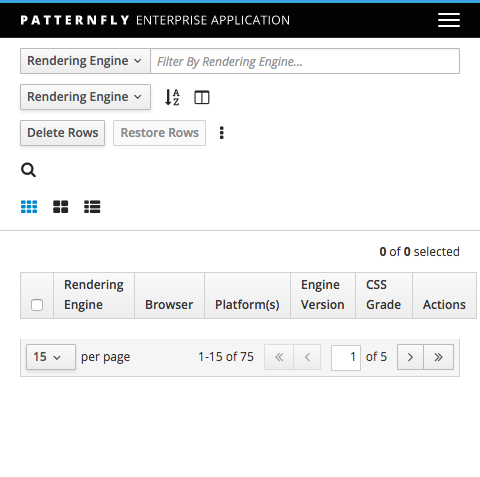 PATTERNFLY ENTERPRISE APPLICATION
Rendering Engine Filter By Rendering Engine...
Rendering Engine A Z
Delete Rows Restore Rows
0 of 0 selected
Rendering Engine Browser Platform(s) Engine Version CSS Grade Actions
15 per page 1-15 of 75 1 of 5